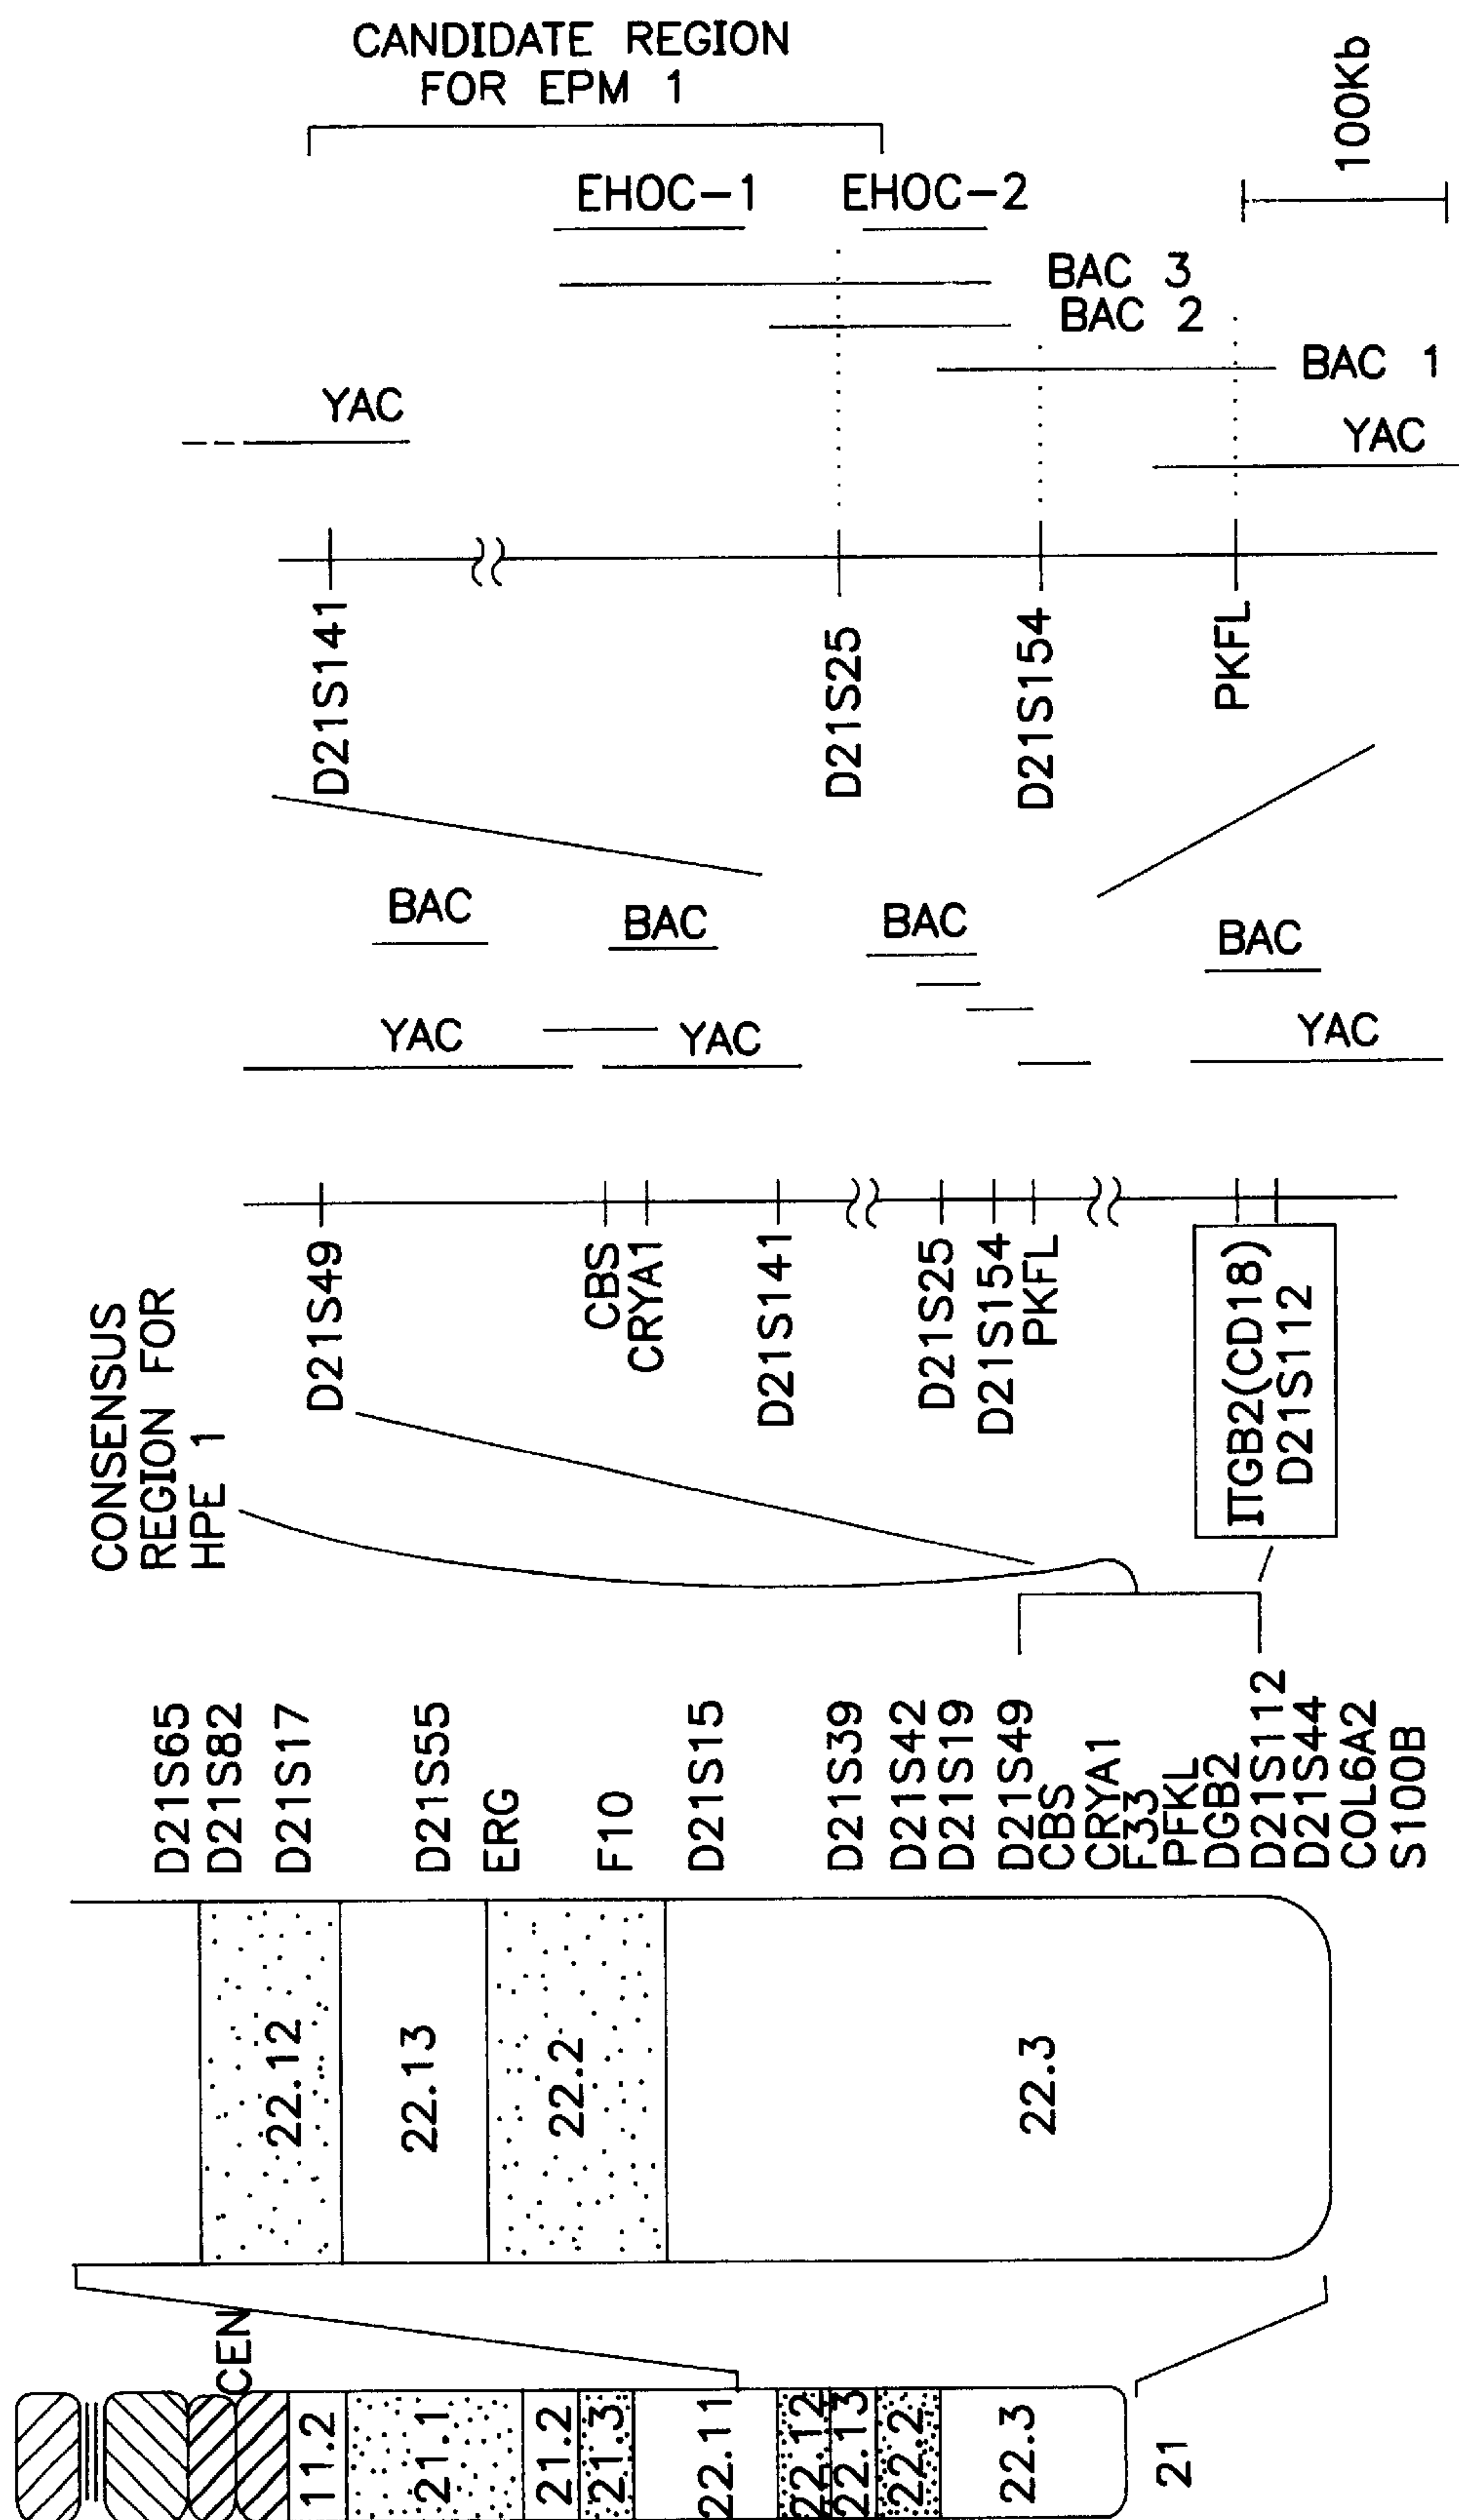 CANDIDATE REGION
FOR EPM 1
100Kb
EHOC-1
EHOC-2
BAC 3
BAC 2
BAC 1
YAC
YAC
D21S141
D21S25
D21S154
PKFL
BAC
BAC
BAC
BAC
YAC
YAC
YAC
CONSENSUS
REGION FOR
HPE 1
D21S49
CBS
CRYA1
D21S141
D21S25
D21S154
PKFL
ITGB2(CD18)
D21S112
D21S65
D21S82
D21S17
D21S55
ERG
F10
D21S15
D21S39
D21S42
D21S19
D21S49
CBS
CRYA1
F33
PFKL
DGB2
D21S112
D21S44
COL6A2
S100B
22.12
22.13
22.2
22.3
CEN
11.2
21.1
21.2
21.3
22.11
22.12
22.13
22.2
22.3
21